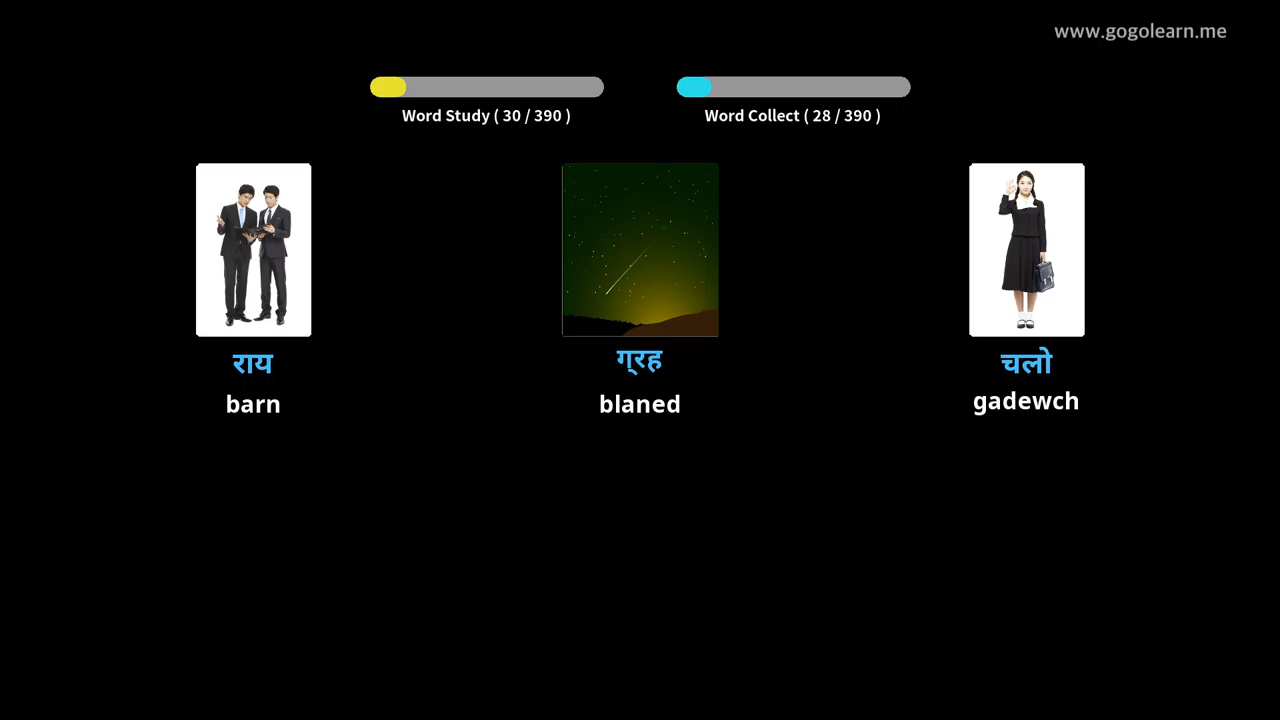 www.gogolearn.me
Word Study ( 30 / 390 )
Word Collect ( 28 / 390 )
राय
ग्रह
चलो
barn
blaned
gadewch